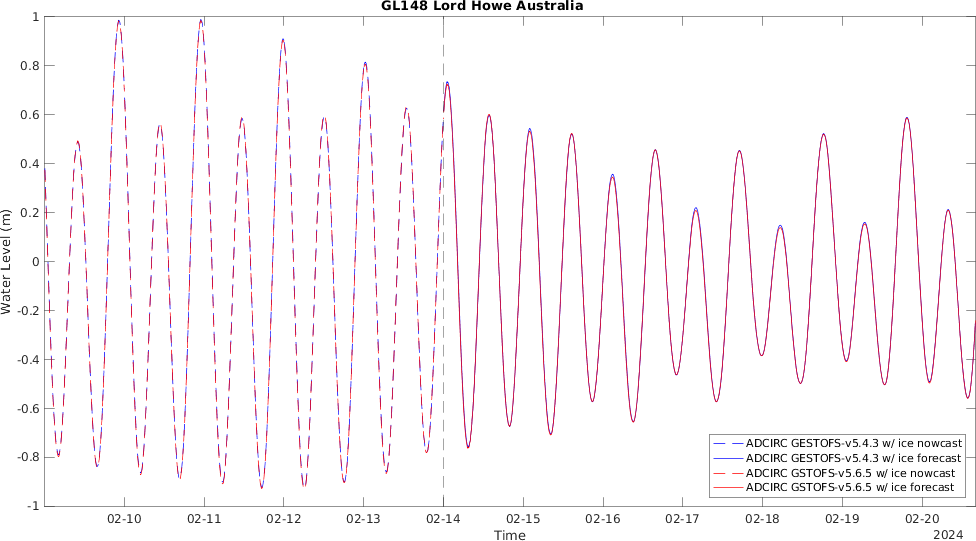 GL148 Lord Howe Australia
1
0.8
0.6
0.4
0.2
0
-0.2
-0.4
-0.6
-0.8
-1
Water Level (m)
ADCIRC GESTOFS-v5.4.3 w/ ice nowcast
ADCIRC GESTOFS-v5.4.3 w/ ice forecast
ADCIRC GSTOFS-v5.6.5 w/ ice nowcast
ADCIRC GSTOFS-v5.6.5 w/ ice forecast
02-10 02-11 02-12 02-13 02-14 02-15 02-16 02-17 02-18 02-19 02-20
Time
2024